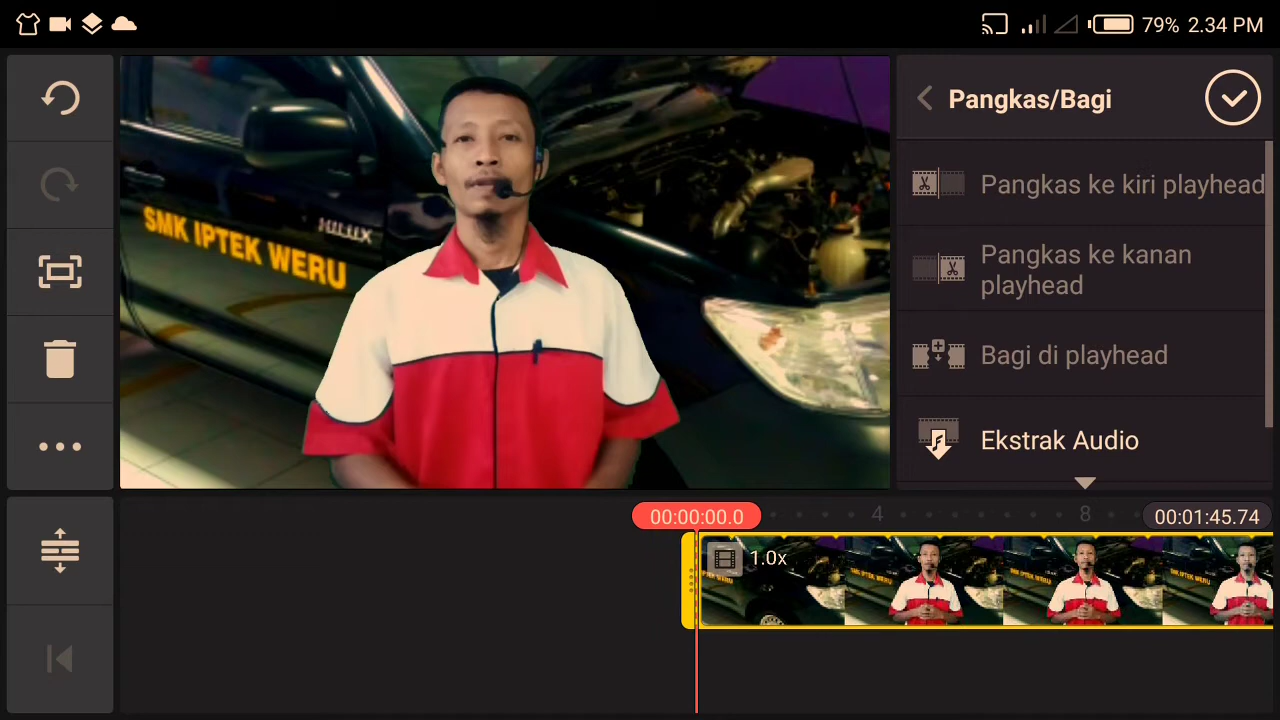 79% 2.34 PM
Pangkas/Bagi
Pangkas ke kiri playhead
Pangkas ke kanan
playhead
Bagi di playhead
Ekstrak Audio
SMK IPTEK WERU
HILUX
00:00:00.0
4
8
00:01:45.74
1.0x